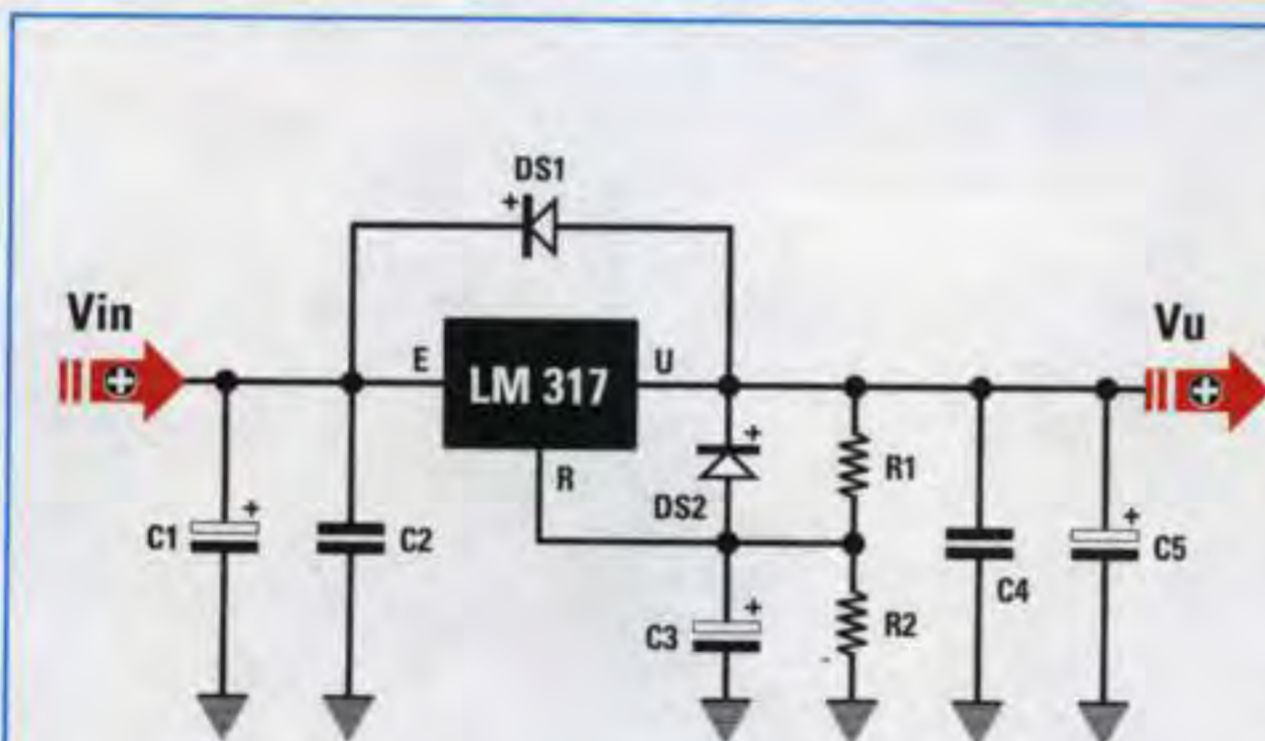 DS1
+
Vin
Vu
E
LM 317
U
+
+
R
R1
DS2
+
+
C1
C2
C5
C4
+
C3
R2
-